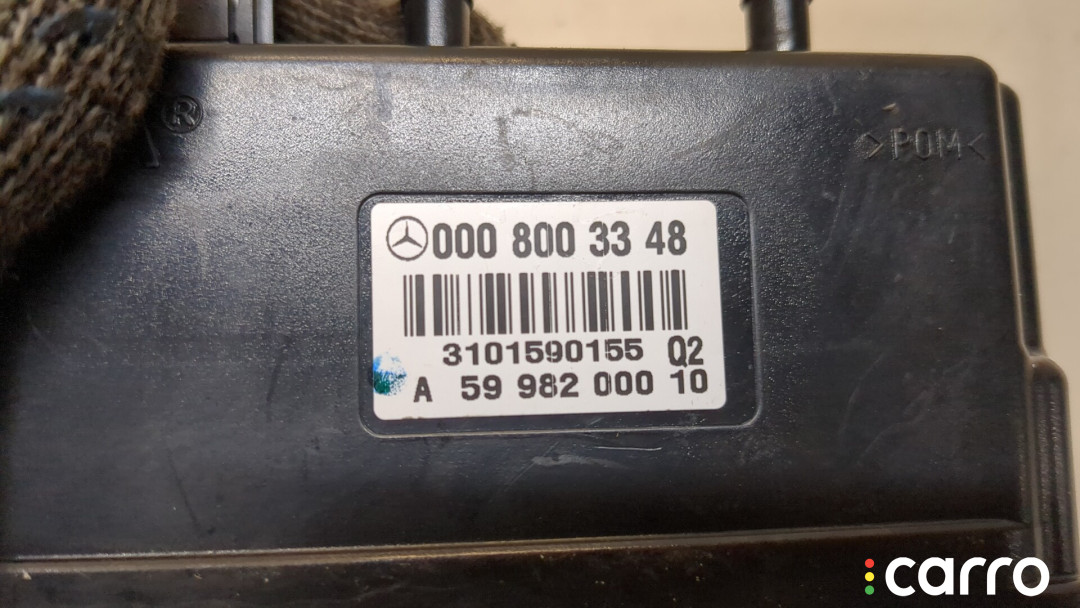 ®
>POM<
000 800 33 48
3101590155 Q2
A 59 982 000 10
carro